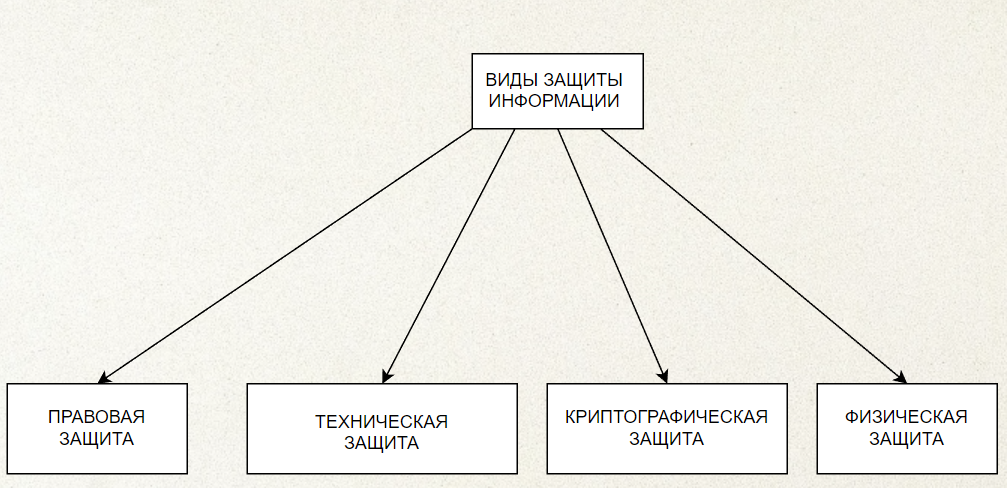 ВИДЫ ЗАЩИТЫ
ИНФОРМАЦИИ
ПРАВОВАЯ
ЗАЩИТА
ТЕХНИЧЕСКАЯ
ЗАЩИТА
КРИПТОГРАФИЧЕСКАЯ
ЗАЩИТА
ФИЗИЧЕСКАЯ
ЗАЩИТА